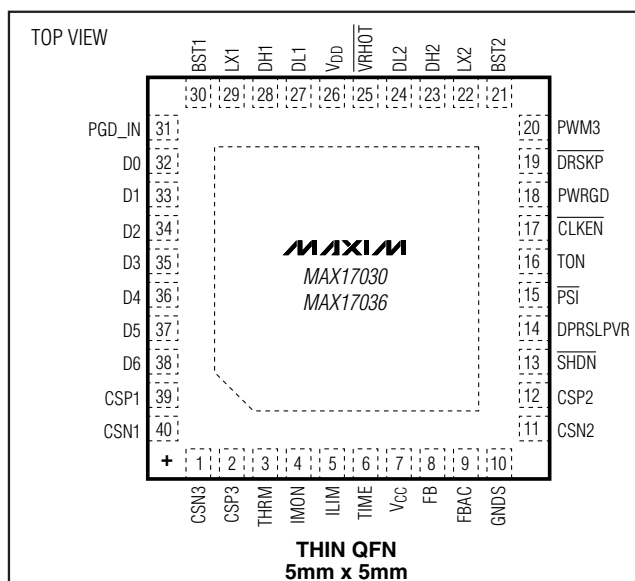 TOP VIEW
BST1 LX1 DH1 DL1 VDD VRHOT DL2 DH2 LX2 BST2
30 29 28 27 26 25 24 23 22 21
PGD_IN 31 20 PWM3
D0 32 19 DRSKP
D1 33 18 PWRGD
D2 34 17 CLKEN
D3 35 16 TON
D4 36 15 PSI
D5 37 14 DPRSLPVR
D6 38 13 SHDN
CSP1 39 12 CSP2
CSN1 40 11 CSN2
MAXIM
MAX17030
MAX17036
+ 1 2 3 4 5 6 7 8 9 10
CSN3 CSP3 THRM IMON ILIM TIME VCC FB FBAC GNDS
THIN QFN
5mm x 5mm